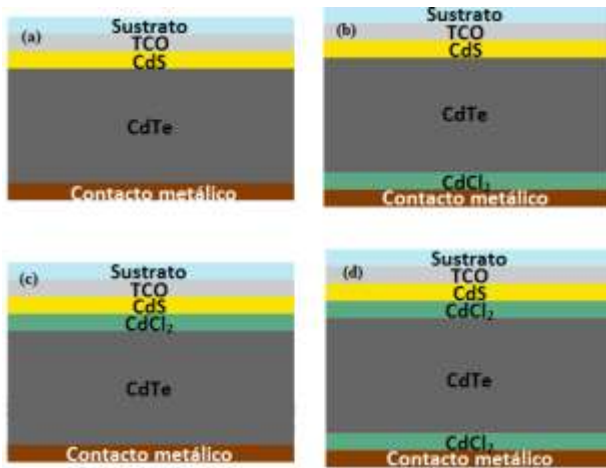 (a)
Sustrato
TCO
CdS
CdTe
Contacto metálico
(b)
Sustrato
TCO
CdS
CdTe
CdCl₂
Contacto metálico
(c)
Sustrato
TCO
CdS
CdCl₂
CdTe
Contacto metálico
(d)
Sustrato
TCO
CdS
CdCl₂
CdTe
CdCl₂
Contacto metálico